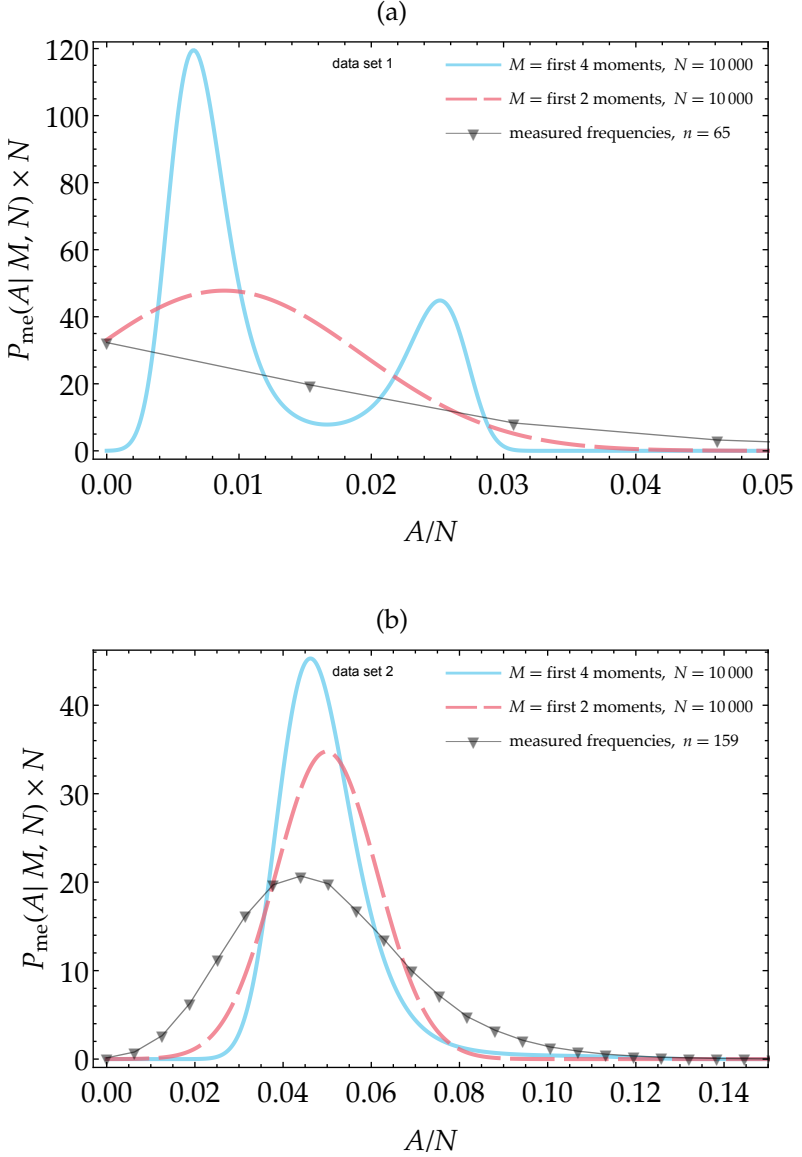 (a)
data set 1
M = first 4 moments, N = 10 000
M = first 2 moments, N = 10 000
measured frequencies, n = 65
P_me(A| M, N) × N
120
100
80
60
40
20
0
0.00 0.01 0.02 0.03 0.04 0.05
A/N
(b)
data set 2
M = first 4 moments, N = 10 000
M = first 2 moments, N = 10 000
measured frequencies, n = 159
P_me(A| M, N) × N
40
30
20
10
0
0.00 0.02 0.04 0.06 0.08 0.10 0.12 0.14
A/N